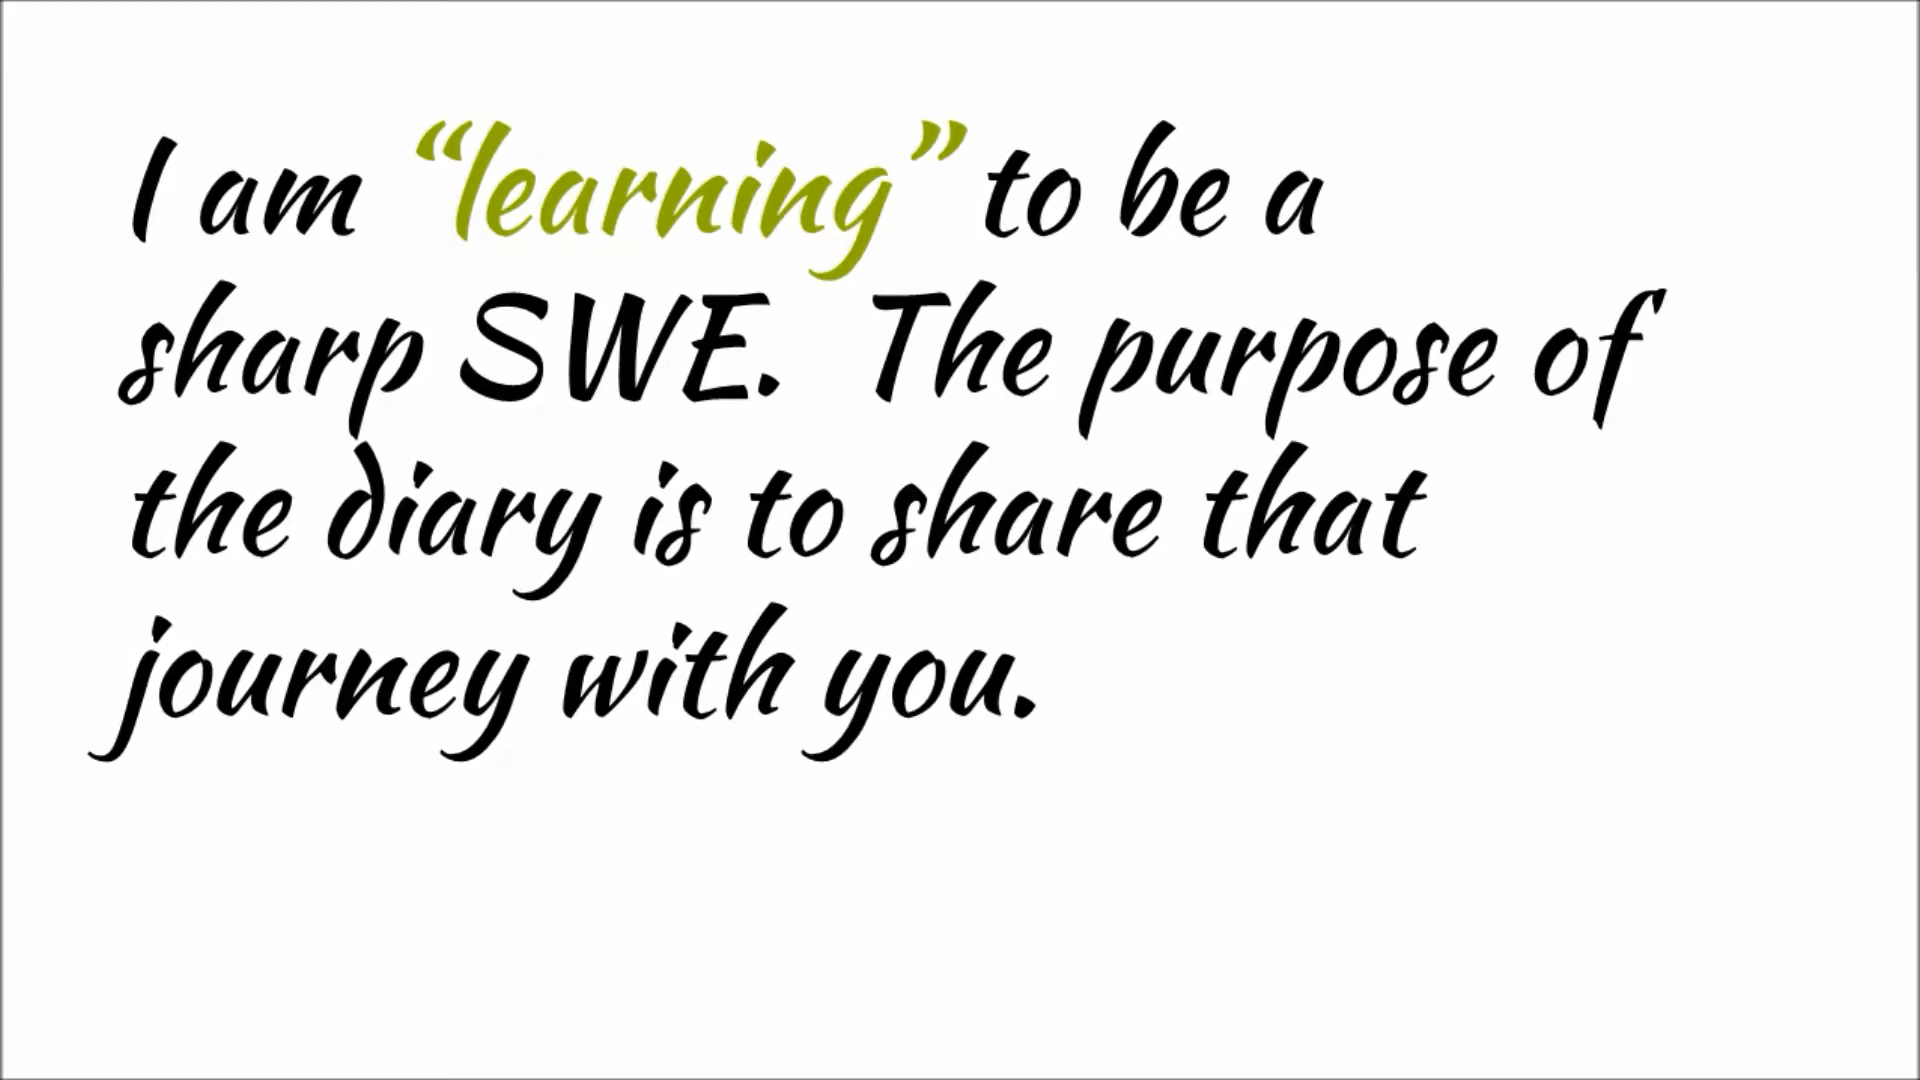 I am “learning” to be a
sharp SWE.  The purpose of
the diary is to share that
journey with you.